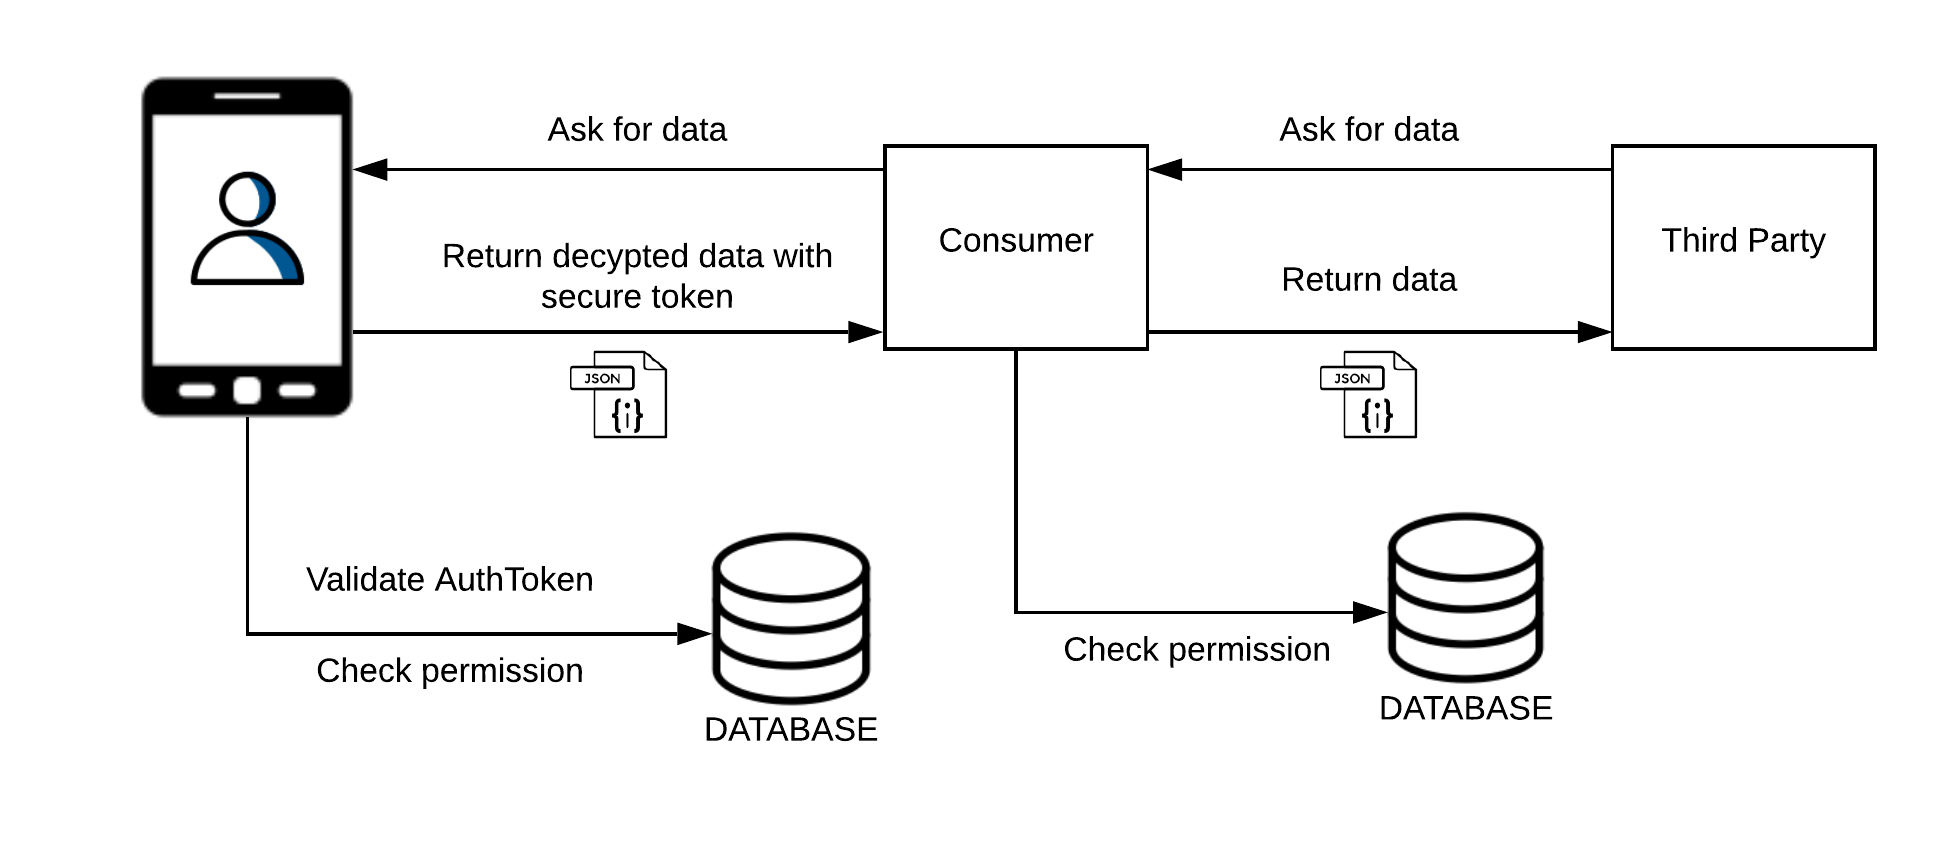 Ask for data
Ask for data
Consumer
Third Party
Return decypted data with
secure token
Return data
JSON
{i}
JSON
{i}
Validate AuthToken
Check permission
DATABASE
Check permission
DATABASE